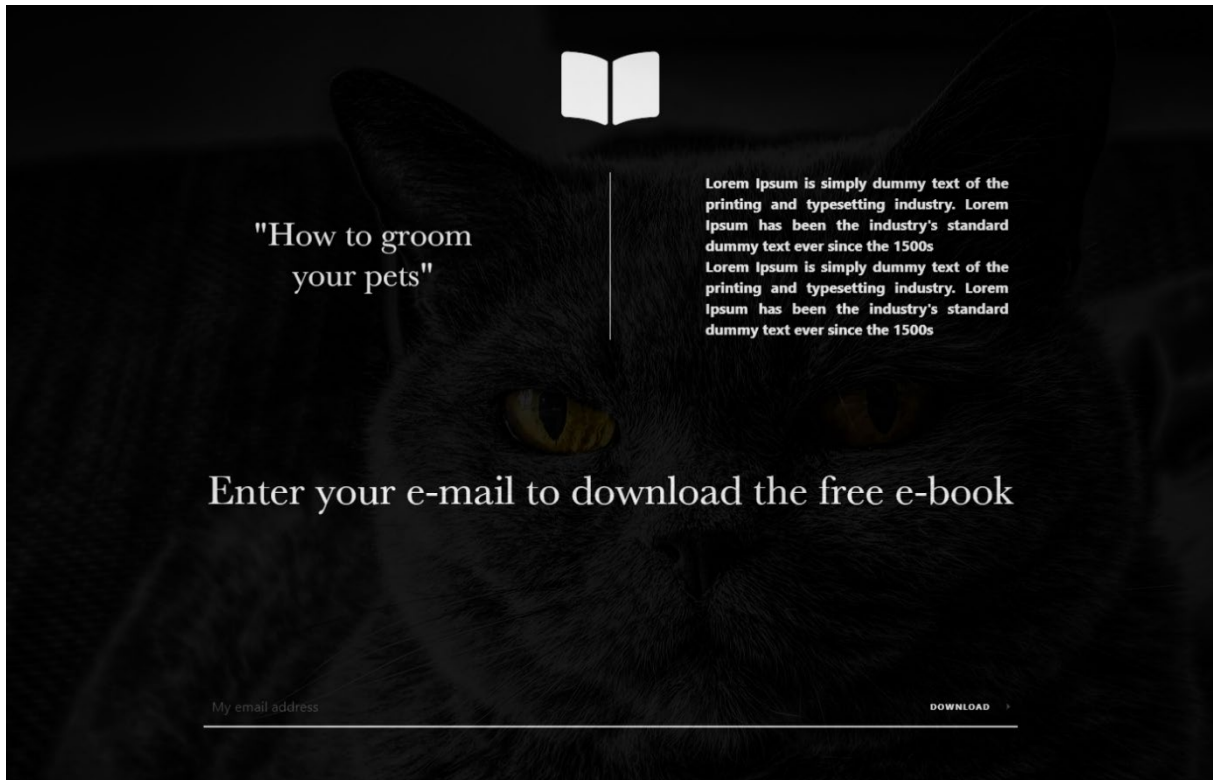 "How to groom
your pets"
Lorem Ipsum is simply dummy text of the
printing and typesetting industry. Lorem
Ipsum has been the industry's standard
dummy text ever since the 1500s
Lorem Ipsum is simply dummy text of the
printing and typesetting industry. Lorem
Ipsum has been the industry's standard
dummy text ever since the 1500s
Enter your e-mail to download the free e-book
My email address
DOWNLOAD